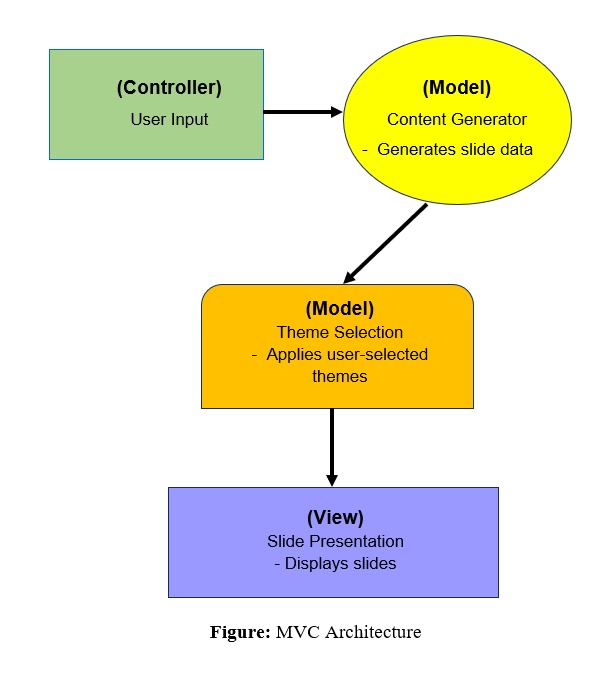 (Controller)
User Input
(Model)
Content Generator
- Generates slide data
(Model)
Theme Selection
- Applies user-selected
themes
(View)
Slide Presentation
- Displays slides
Figure: MVC Architecture